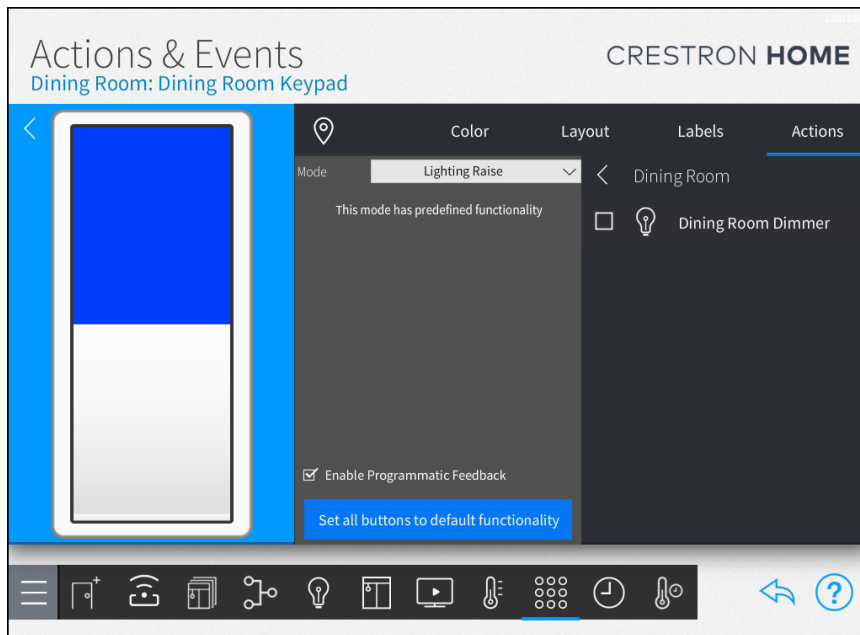 Actions & Events
CRESTRON HOME
Dining Room: Dining Room Keypad
Color Layout Labels Actions
Mode Lighting Raise
Dining Room
This mode has predefined functionality
Dining Room Dimmer
Enable Programmatic Feedback
Set all buttons to default functionality
?